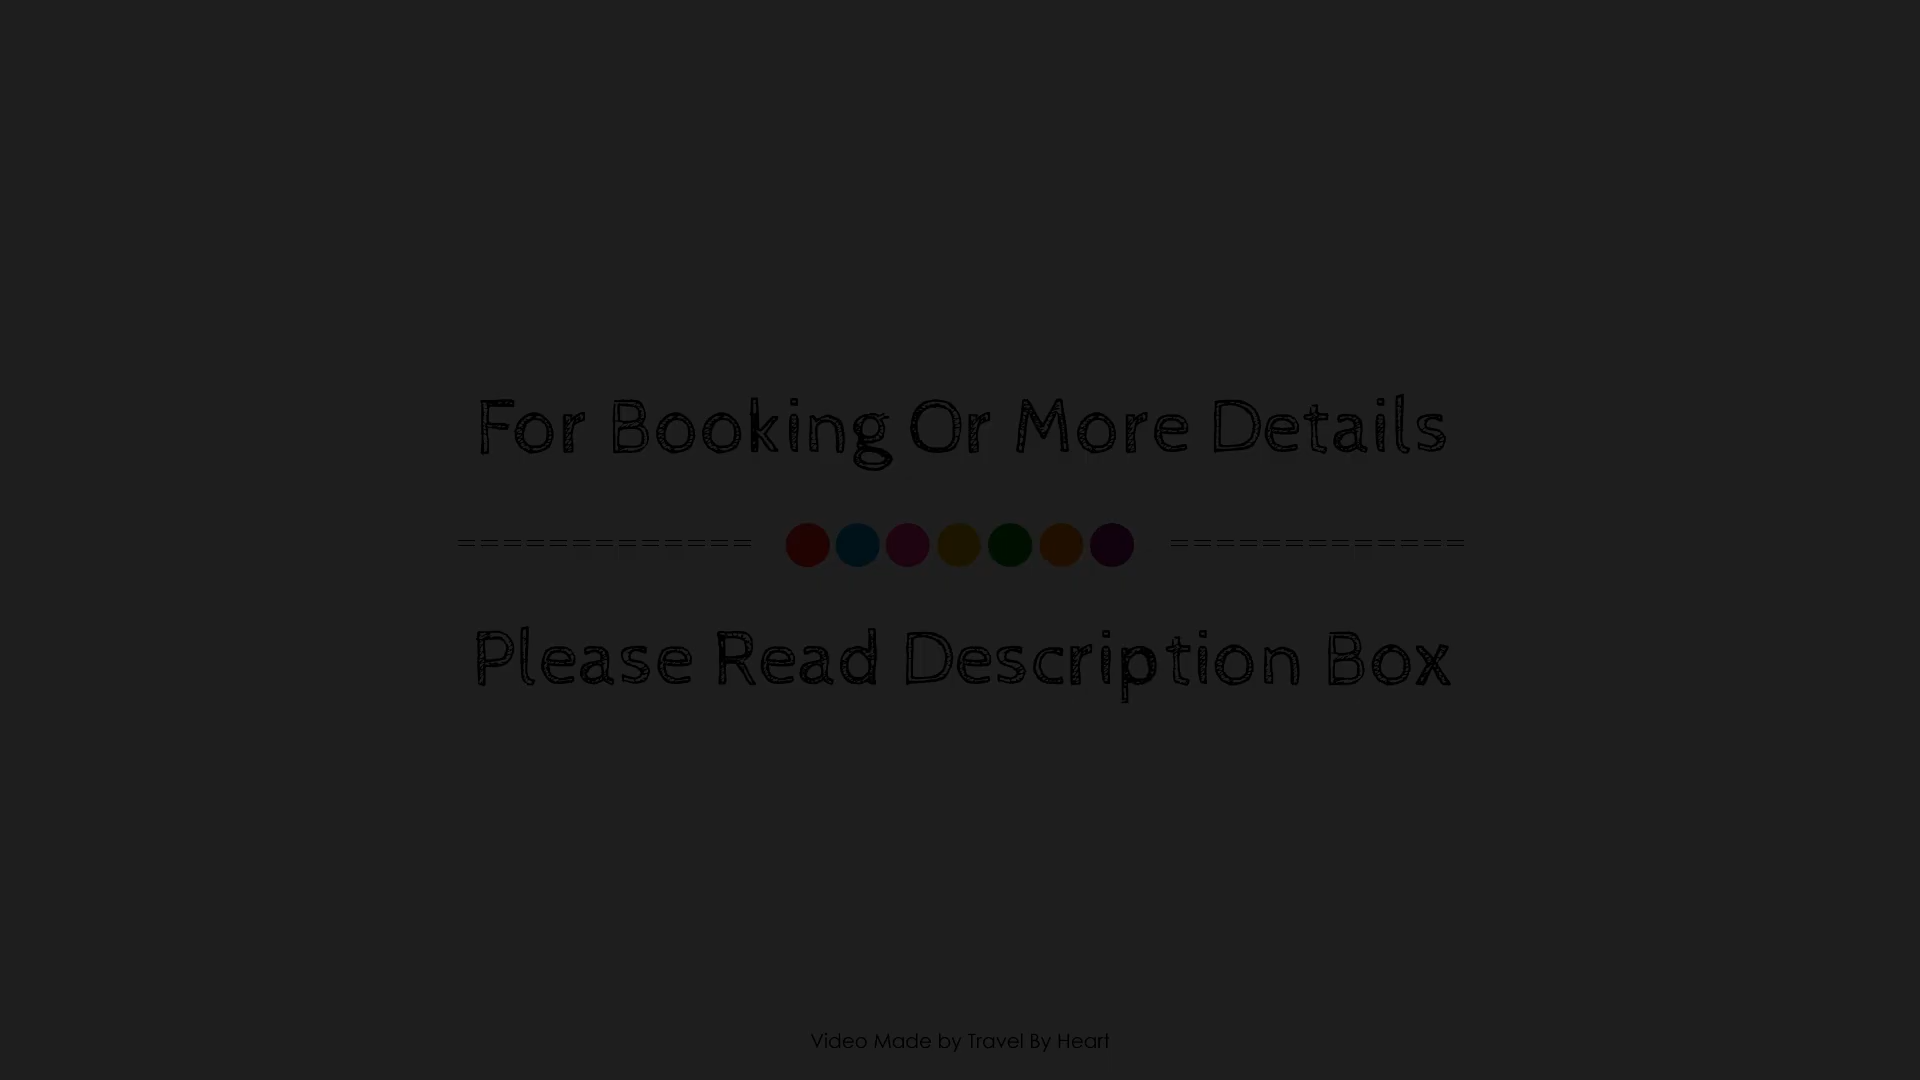 For Booking Or More Details
============= =============
Please Read Description Box
Video Made by Travel By Heart